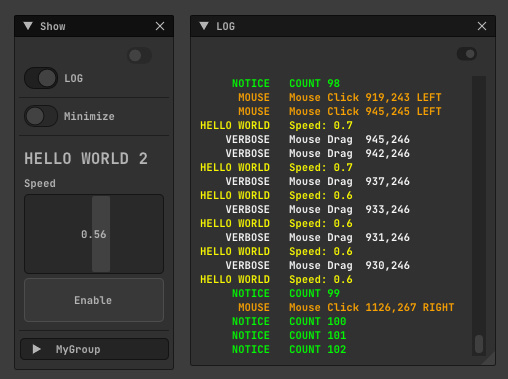 Show
LOG
Minimize
HELLO WORLD 2
Speed
0.56
Enable
MyGroup
LOG
NOTICE COUNT 98
MOUSE Mouse Click 919,243 LEFT
MOUSE Mouse Click 945,245 LEFT
HELLO WORLD Speed: 0.7
VERBOSE Mouse Drag 945,246
VERBOSE Mouse Drag 942,246
HELLO WORLD Speed: 0.7
VERBOSE Mouse Drag 937,246
HELLO WORLD Speed: 0.6
VERBOSE Mouse Drag 933,246
HELLO WORLD Speed: 0.6
VERBOSE Mouse Drag 931,246
HELLO WORLD Speed: 0.6
VERBOSE Mouse Drag 930,246
HELLO WORLD Speed: 0.6
NOTICE COUNT 99
MOUSE Mouse Click 1126,267 RIGHT
NOTICE COUNT 100
NOTICE COUNT 101
NOTICE COUNT 102